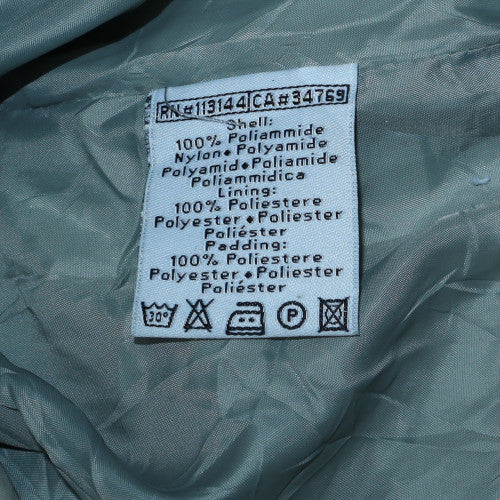 RN#113144 CA#34769
Shell:
100% Poliammide
Nylon◆Polyamide
Polyamid◆Poliamide
Poliammidica
Lining:
100% Poliestere
Polyester◆Poliester
Poliéster
Padding:
100% Poliestere
Polyester◆Poliester
Poliéster
30° P